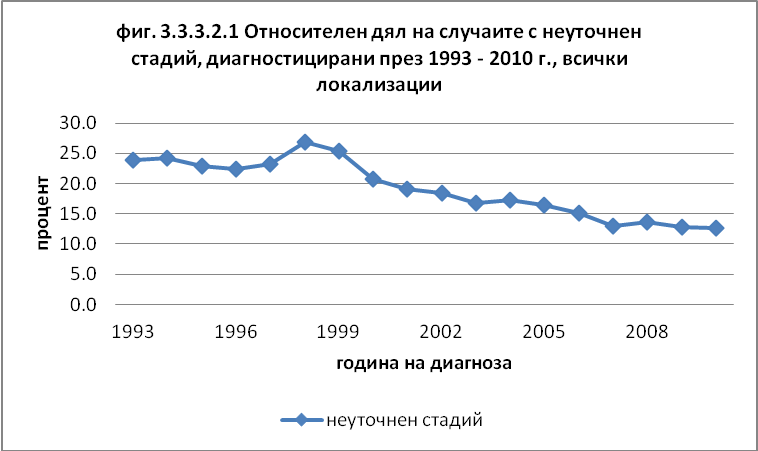 фиг. 3.3.3.2.1 Относителен дял на случаите с неуточнен
стадий, диагностицирани през 1993 - 2010 г., всички
локализации
30.0
25.0
20.0
15.0
10.0
5.0
0.0
процент
1993 1996 1999 2002 2005 2008
година на диагноза
неуточнен стадий